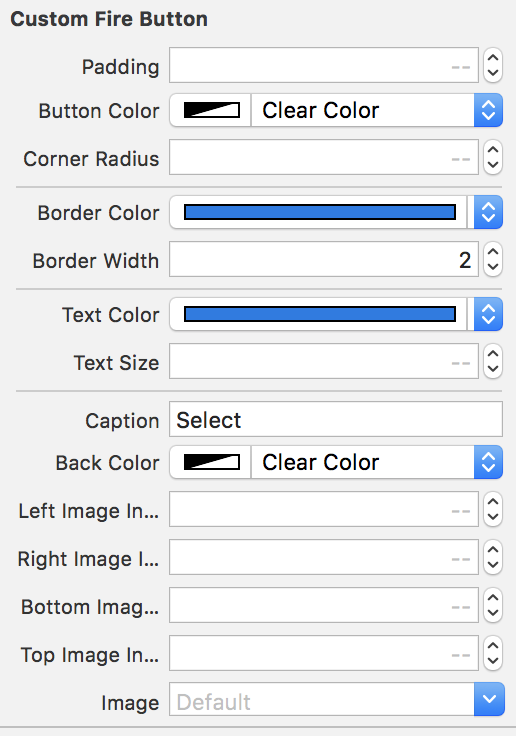 Custom Fire Button
Padding --
Button Color Clear Color
Corner Radius --
Border Color
Border Width 2
Text Color
Text Size --
Caption Select
Back Color Clear Color
Left Image In... --
Right Image I... --
Bottom Imag... --
Top Image In... --
Image Default